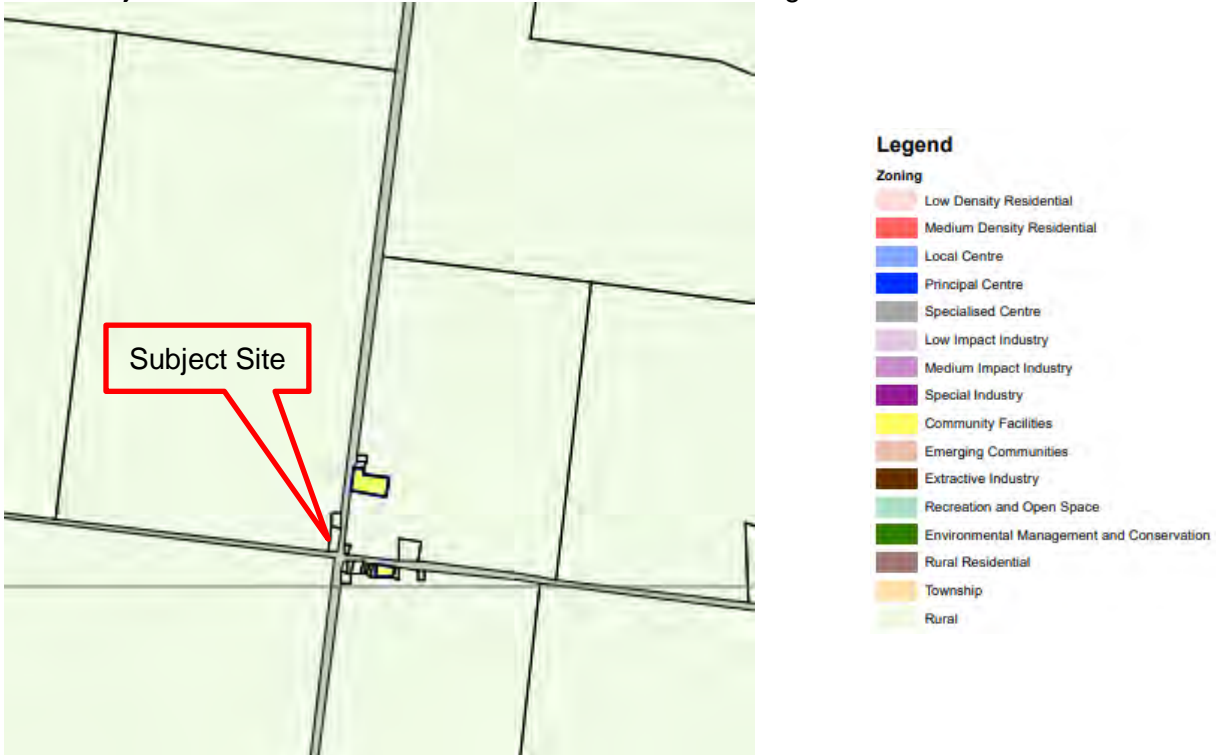 Subject Site
Legend
Zoning
Low Density Residential
Medium Density Residential
Local Centre
Principal Centre
Specialised Centre
Low Impact Industry
Medium Impact Industry
Special Industry
Community Facilities
Emerging Communities
Extractive Industry
Recreation and Open Space
Environmental Management and Conservation
Rural Residential
Township
Rural